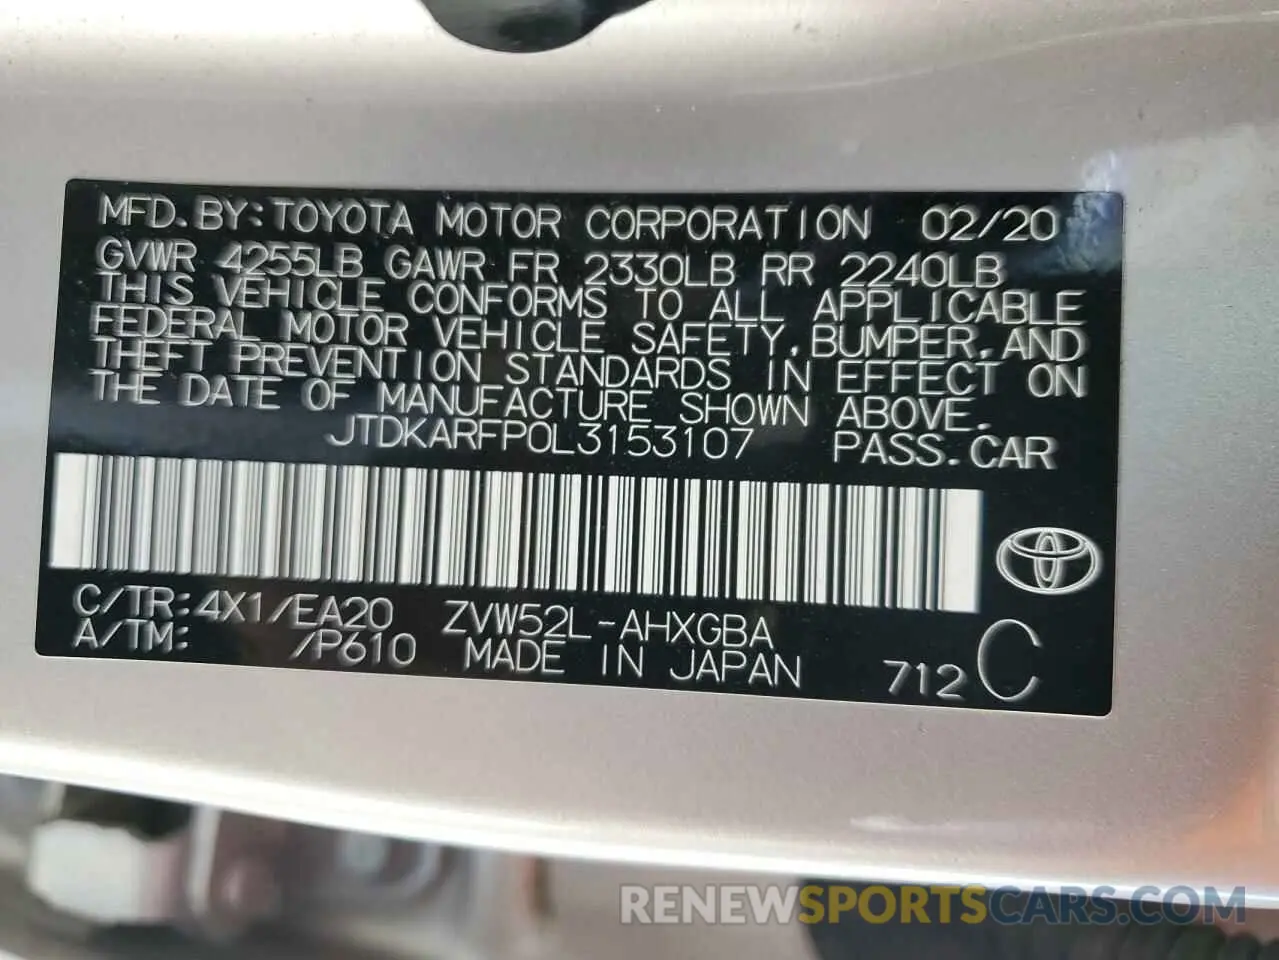 MFD.BY:TOYOTA MOTOR CORPORATION 02/20
GVWR 4255LB GAWR FR 2330LB RR 2240LB
THIS VEHICLE CONFORMS TO ALL APPLICABLE
FEDERAL MOTOR VEHICLE SAFETY,BUMPER,AND
THEFT PREVENTION STANDARDS IN EFFECT ON
THE DATE OF MANUFACTURE SHOWN ABOVE.
JTDKARFP0L3153107 PASS.CAR
C/TR:4X1/EA20 ZVW52L-AHXGBA
A/TM: /P610 MADE IN JAPAN 712 C
RENEWSPORTSCARS.COM